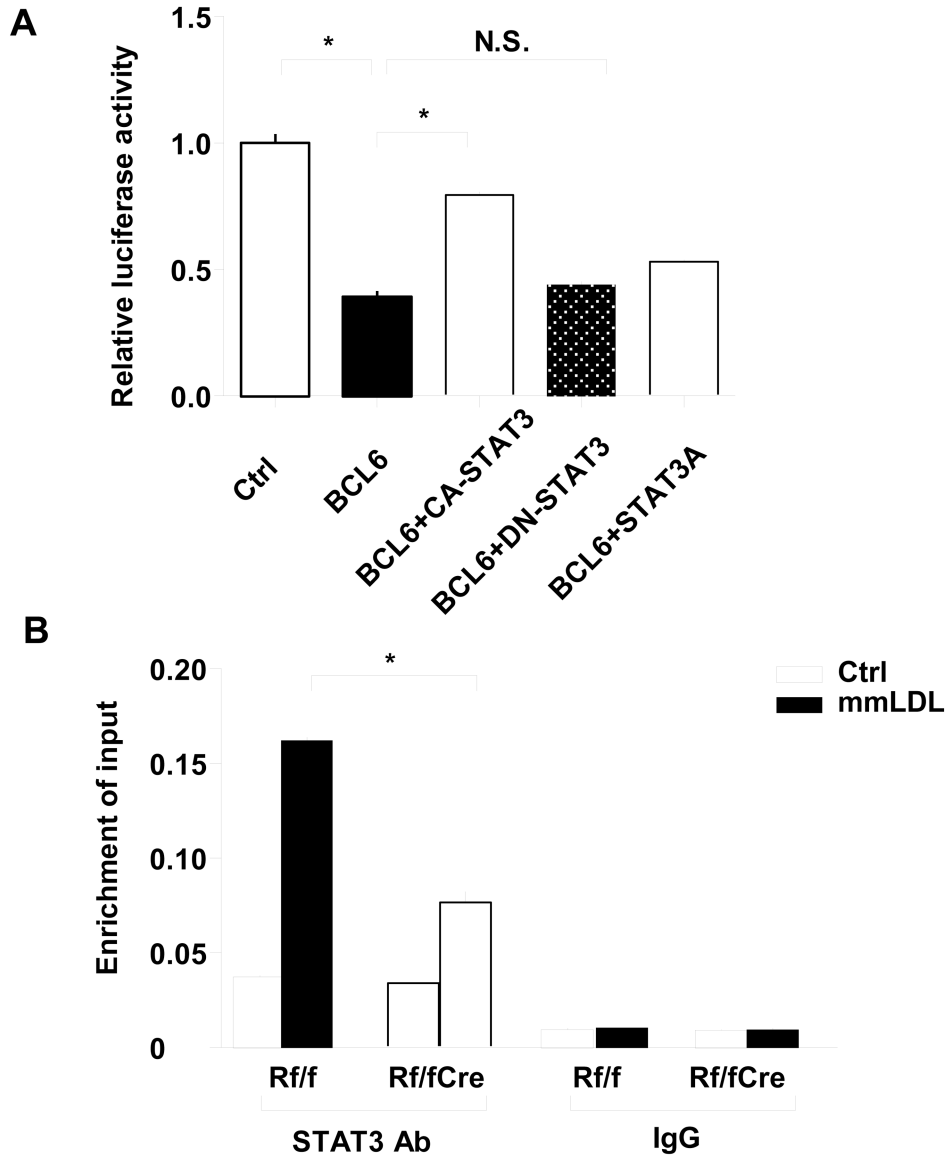 A
Relative luciferase activity
1.5
1.0
0.5
0.0
*
N.S.
*
Ctrl
BCL6
BCL6+CA-STAT3
BCL6+DN-STAT3
BCL6+STAT3A
B
Enrichment of input
0.20
0.15
0.10
0.05
0
*
Ctrl
mmLDL
Rf/f
Rf/fCre
Rf/f
Rf/fCre
STAT3 Ab
IgG